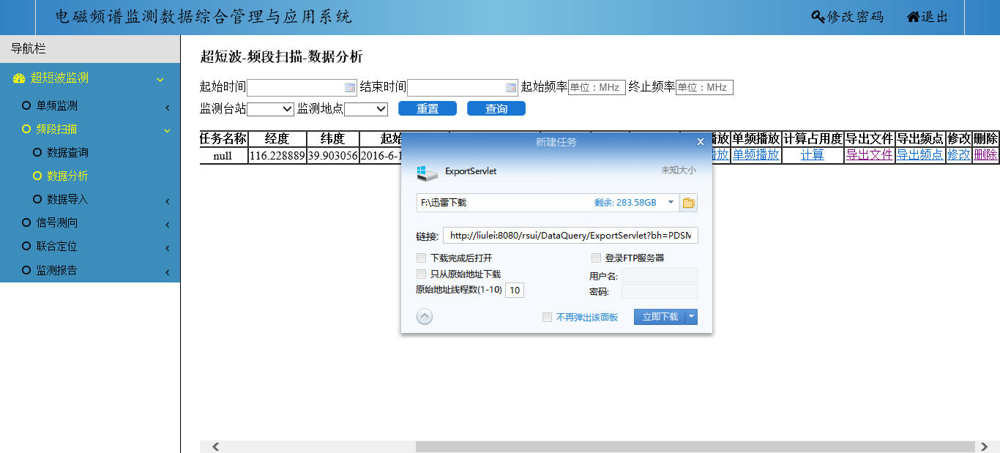 电磁频谱监测数据综合管理与应用系统
修改密码 退出
导航栏
超短波监测
单频监测
频段扫描
数据查询
数据分析
数据导入
信号测向
联合定位
监测报告
超短波-频段扫描-数据分析
起始时间 结束时间 起始频率 单位：MHz 终止频率 单位：MHz
监测台站 监测地点 重置 查询
任务名称 经度 纬度 播放 单频播放 计算占用度 导出文件 导出频点 修改 删除
null 116.228889 39.903056 2016-6-1 播放 单频播放 计算 导出文件 导出频点 修改 删除
新建任务
ExportServlet 未知大小
F:\迅雷下载 剩余: 283.58GB
链接: http://liulei:8080/rsui/DataQuery/ExportServlet?bh=PDSM
下载完成后打开 登录FTP服务器
只从原始地址下载 用户名:
原始地址线程数(1-10) 10 密码:
不再弹出该面板 立即下载